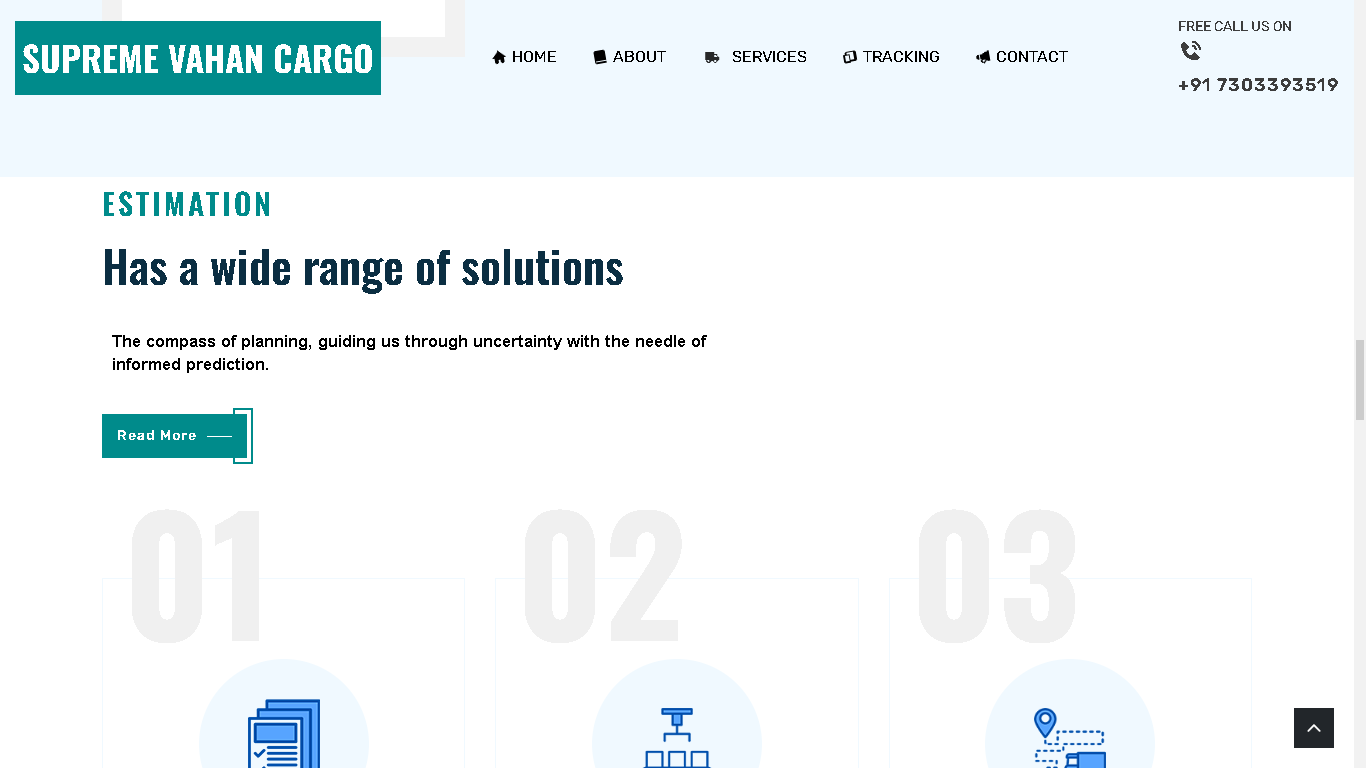 SUPREME VAHAN CARGO
HOME
ABOUT
SERVICES
TRACKING
CONTACT
FREE CALL US ON
+91 7303393519
ESTIMATION
Has a wide range of solutions
The compass of planning, guiding us through uncertainty with the needle of
informed prediction.
Read More
01
02
03